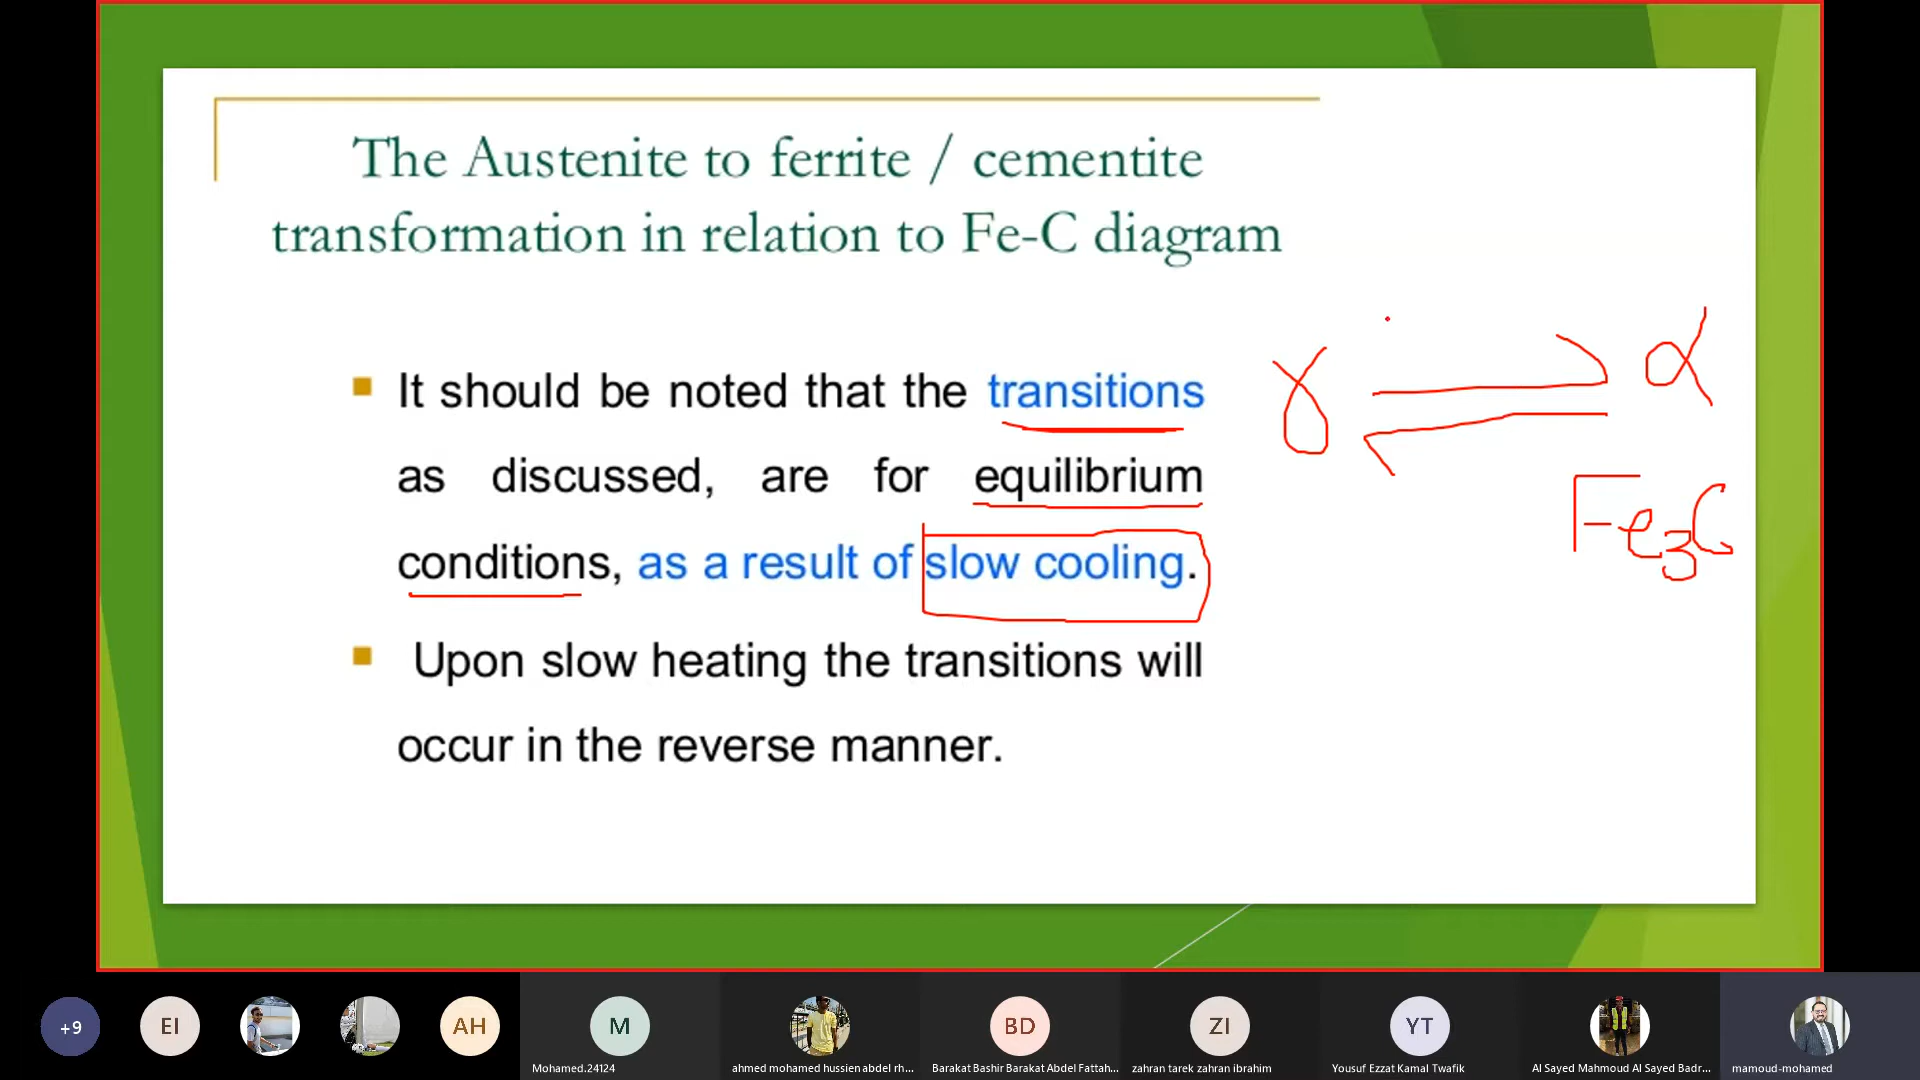 The Austenite to ferrite / cementite
transformation in relation to Fe-C diagram
It should be noted that the transitions
as discussed, are for equilibrium
conditions, as a result of slow cooling.
Upon slow heating the transitions will
occur in the reverse manner.
γ ⇌ α
Fe3C
+9
EI
AH
M
BD
ZI
YT
Mohamed.24124
ahmed mohamed hussien abdel rh...
Barakat Bashir Barakat Abdel Fattah...
zahran tarek zahran ibrahim
Yousuf Ezzat Kamal Twafik
Al Sayed Mahmoud Al Sayed Badr...
mamoud-mohamed